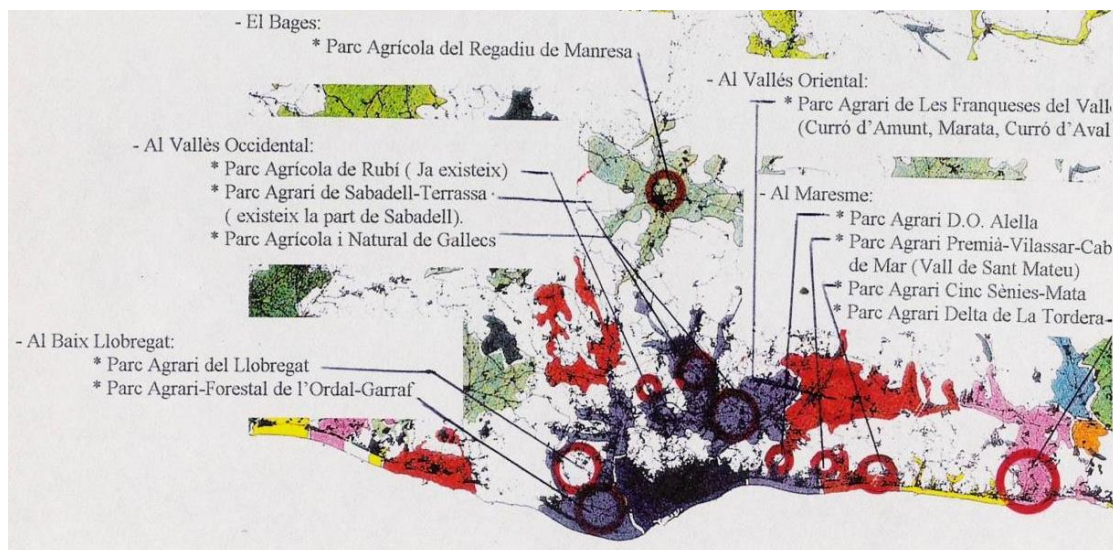 - El Bages:
* Parc Agrícola del Regadiu de Manresa
- Al Vallés Oriental:
* Parc Agrari de Les Franqueses del Vall
(Curró d'Amunt, Marata, Curró d'Aval
- Al Vallès Occidental:
* Parc Agrícola de Rubí ( Ja existeix)
* Parc Agrari de Sabadell-Terrassa
( existeix la part de Sabadell).
* Parc Agrícola i Natural de Gallecs
- Al Maresme:
* Parc Agrari D.O. Alella
* Parc Agrari Premià-Vilassar-Cab
de Mar (Vall de Sant Mateu)
* Parc Agrari Cinc Sènies-Mata
* Parc Agrari Delta de La Tordera
- Al Baix Llobregat:
* Parc Agrari del Llobregat
* Parc Agrari-Forestal de l'Ordal-Garraf